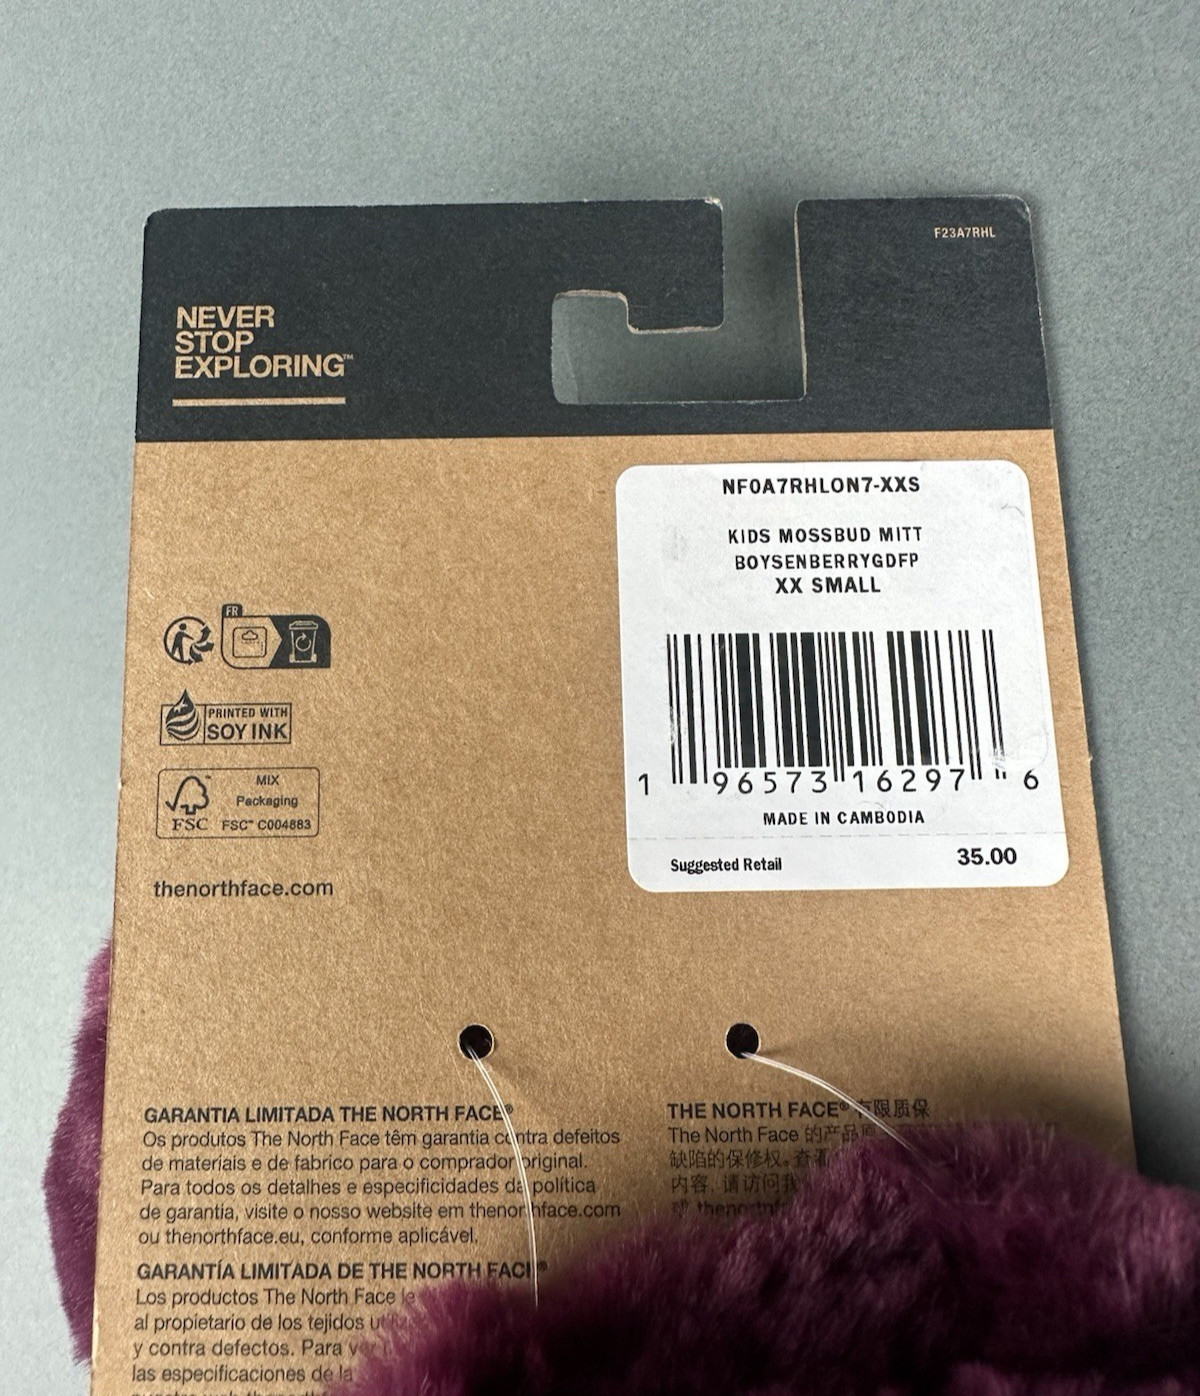 F23A7RHL
NEVER
STOP
EXPLORING™
NF0A7RHLON7-XXS
KIDS MOSSBUD MITT
BOYSENBERRYGDFP
XX SMALL
1 96573 16297 6
MADE IN CAMBODIA
Suggested Retail 35.00
FR
PRINTED WITH
SOY INK
MIX
Packaging
FSC FSC™ C004883
thenorthface.com
GARANTIA LIMITADA THE NORTH FACE®
Os produtos The North Face têm garantia contra defeitos
de materiais e de fabrico para o comprador original.
Para todos os detalhes e especificidades da política
de garantia, visite o nosso website em thenorthface.com
ou thenorthface.eu, conforme aplicável.
GARANTÍA LIMITADA DE THE NORTH FACE®
Los productos The North Face
al propietario de los tejidos
y contra defectos. Para
las especificaciones de la
THE NORTH FACE® 有限质保
The North Face 的产品
缺陷的保修权。查看
内容，请访问我
或